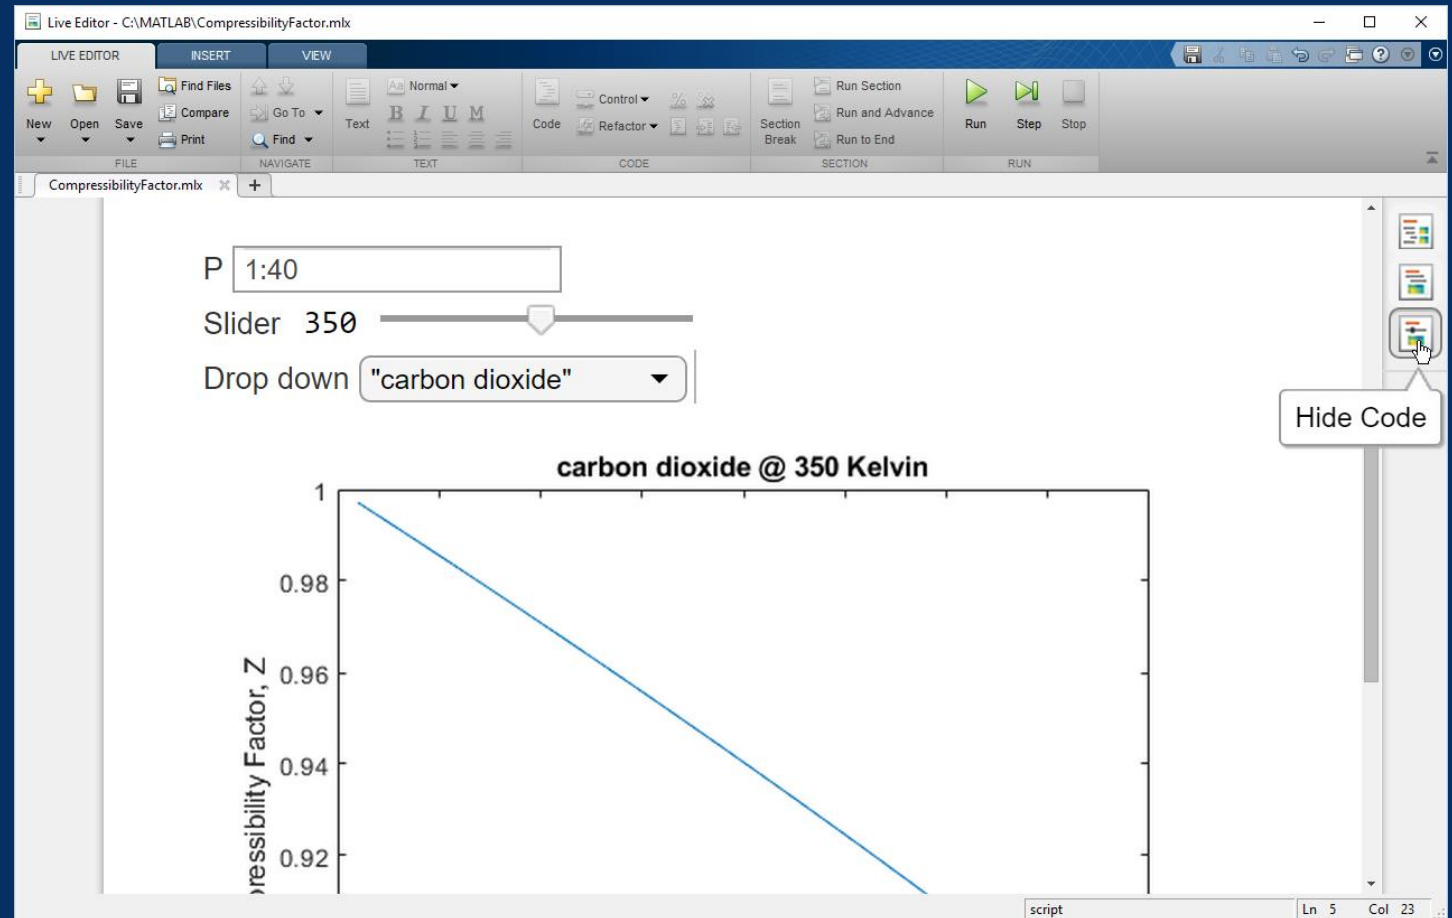 Live Editor - C:\MATLAB\CompressibilityFactor.mlx
LIVE EDITOR INSERT VIEW
New Open Save Find Files Compare Print
FILE
Go To Find
NAVIGATE
Text Aa Normal
B I U M
TEXT
Code Control Refactor
CODE
Section Break Run Section Run and Advance Run to End
SECTION
Run Step Stop
RUN
CompressibilityFactor.mlx
P 1:40
Slider 350
Drop down "carbon dioxide"
Hide Code
carbon dioxide @ 350 Kelvin
1
0.98
0.96
0.94
0.92
pressibility Factor, Z
script Ln 5 Col 23